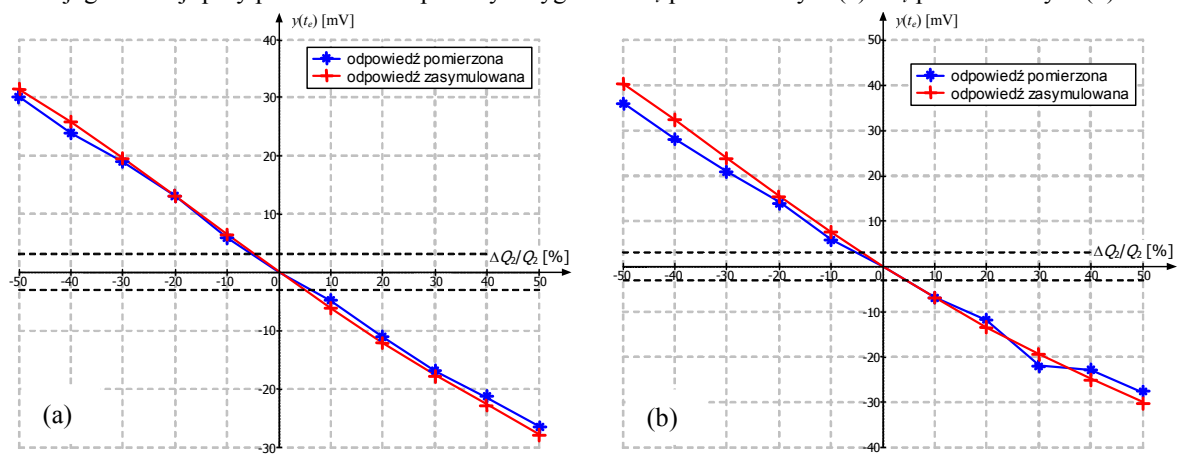 y(tₑ) [mV]
40
30
20
10
-10
-20
-30
-50 -40 -30 -20 -10 0 10 20 30 40 50
odpowiedź pomierzona
odpowiedź zasymulowana
ΔQ₂/Q₂ [%]
(a)
y(tₑ) [mV]
50
40
30
20
10
-10
-20
-30
-40
-50 -40 -30 -20 -10 0 10 20 30 40 50
odpowiedź pomierzona
odpowiedź zasymulowana
ΔQ₂/Q₂ [%]
(b)